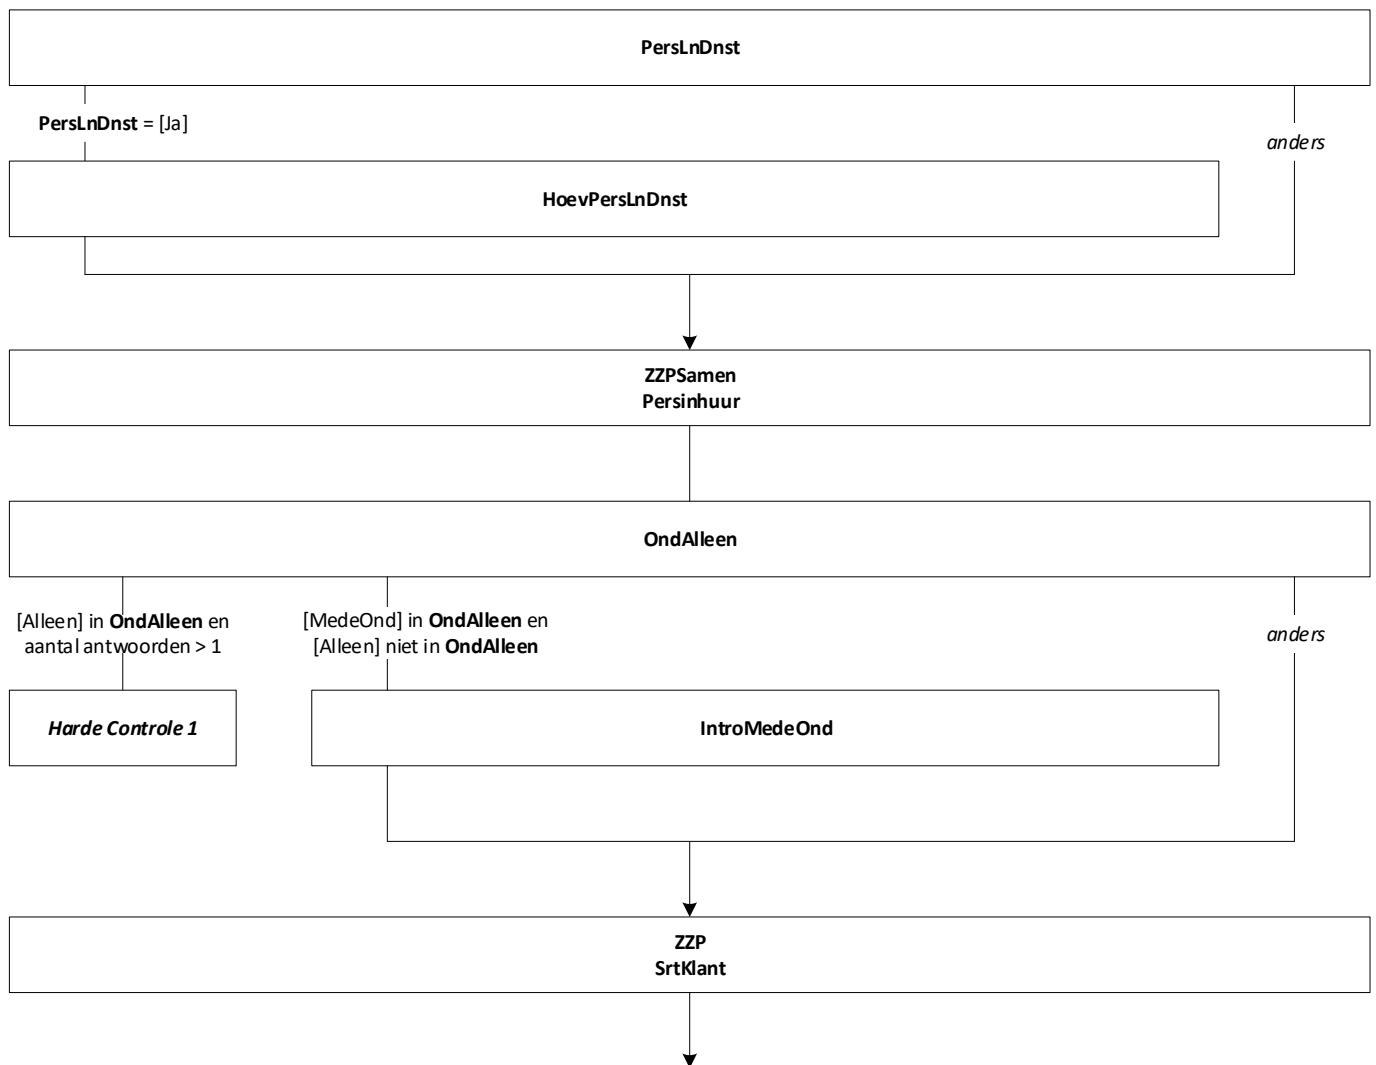 PersLnDnst
PersLnDnst = [Ja]
anders
HoevPersLnDnst
ZZPSamen
Persinhuur
OndAlleen
[Alleen] in OndAlleen en
aantal antwoorden > 1
[MedeOnd] in OndAlleen en
[Alleen] niet in OndAlleen
anders
Harde Controle 1
IntroMedeOnd
ZZP
SrtKlant